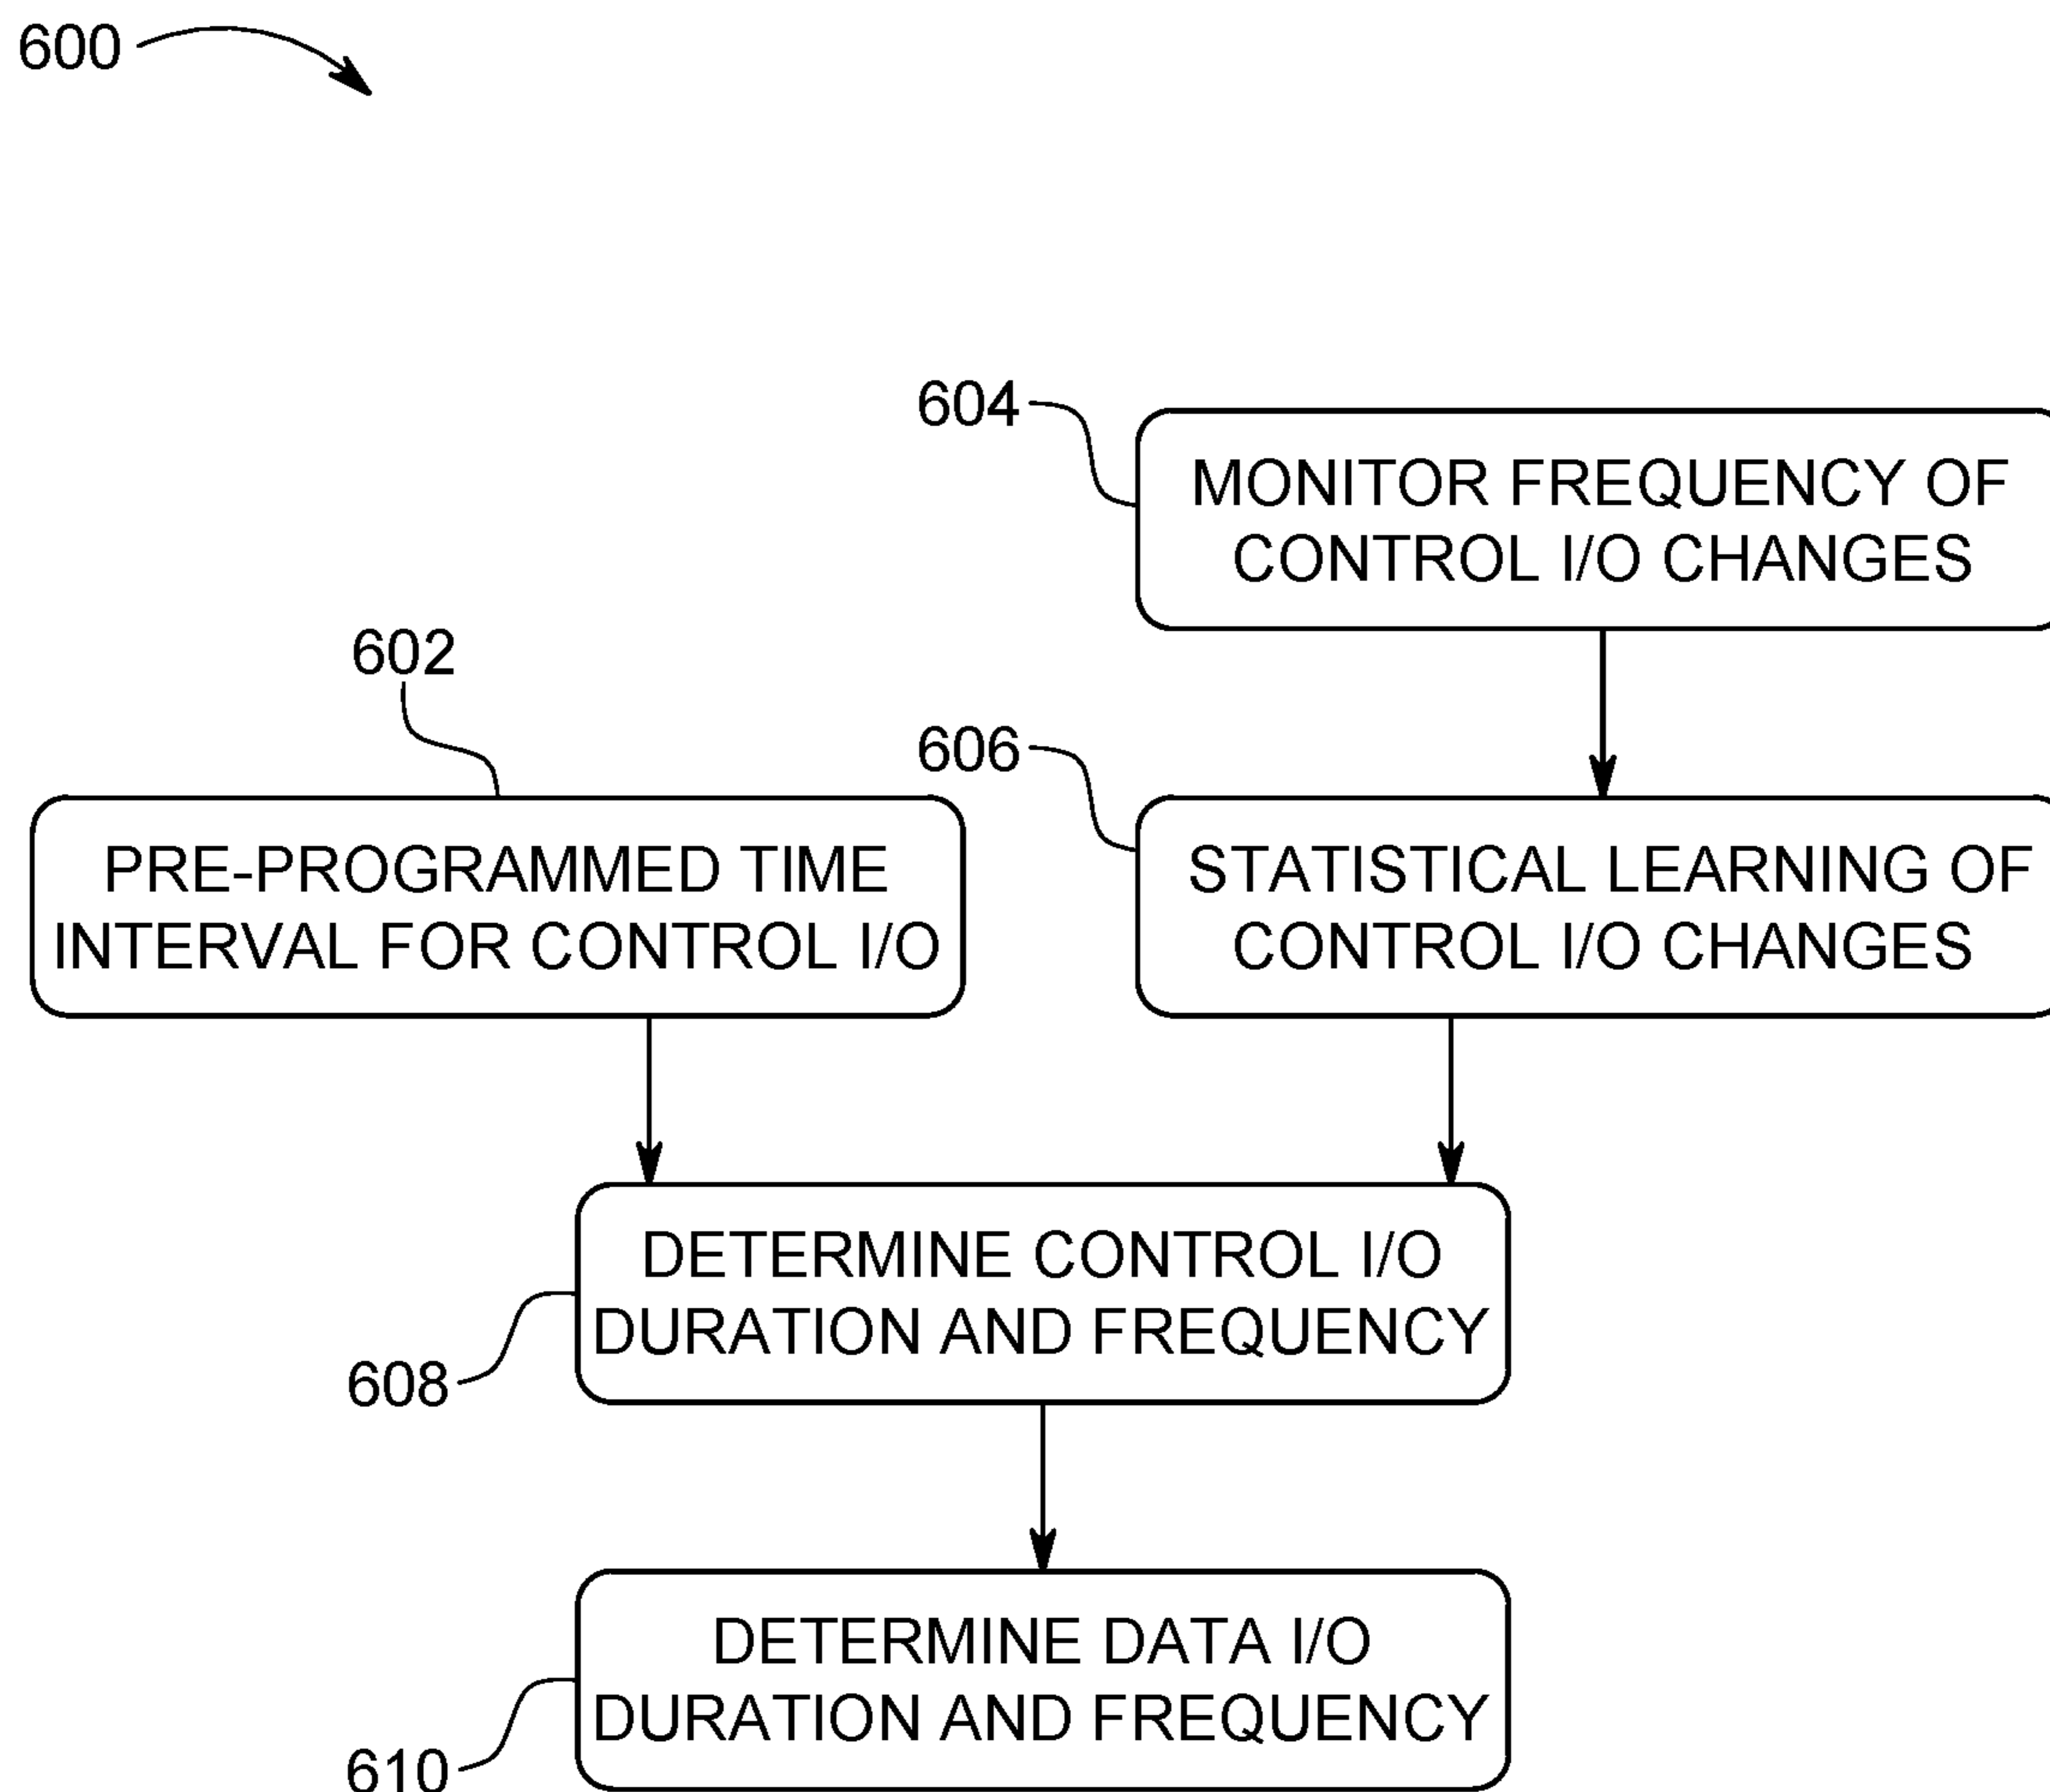 600
604
MONITOR FREQUENCY OF
CONTROL I/O CHANGES
602
606
PRE-PROGRAMMED TIME
INTERVAL FOR CONTROL I/O
STATISTICAL LEARNING OF
CONTROL I/O CHANGES
DETERMINE CONTROL I/O
DURATION AND FREQUENCY
608
DETERMINE DATA I/O
DURATION AND FREQUENCY
610